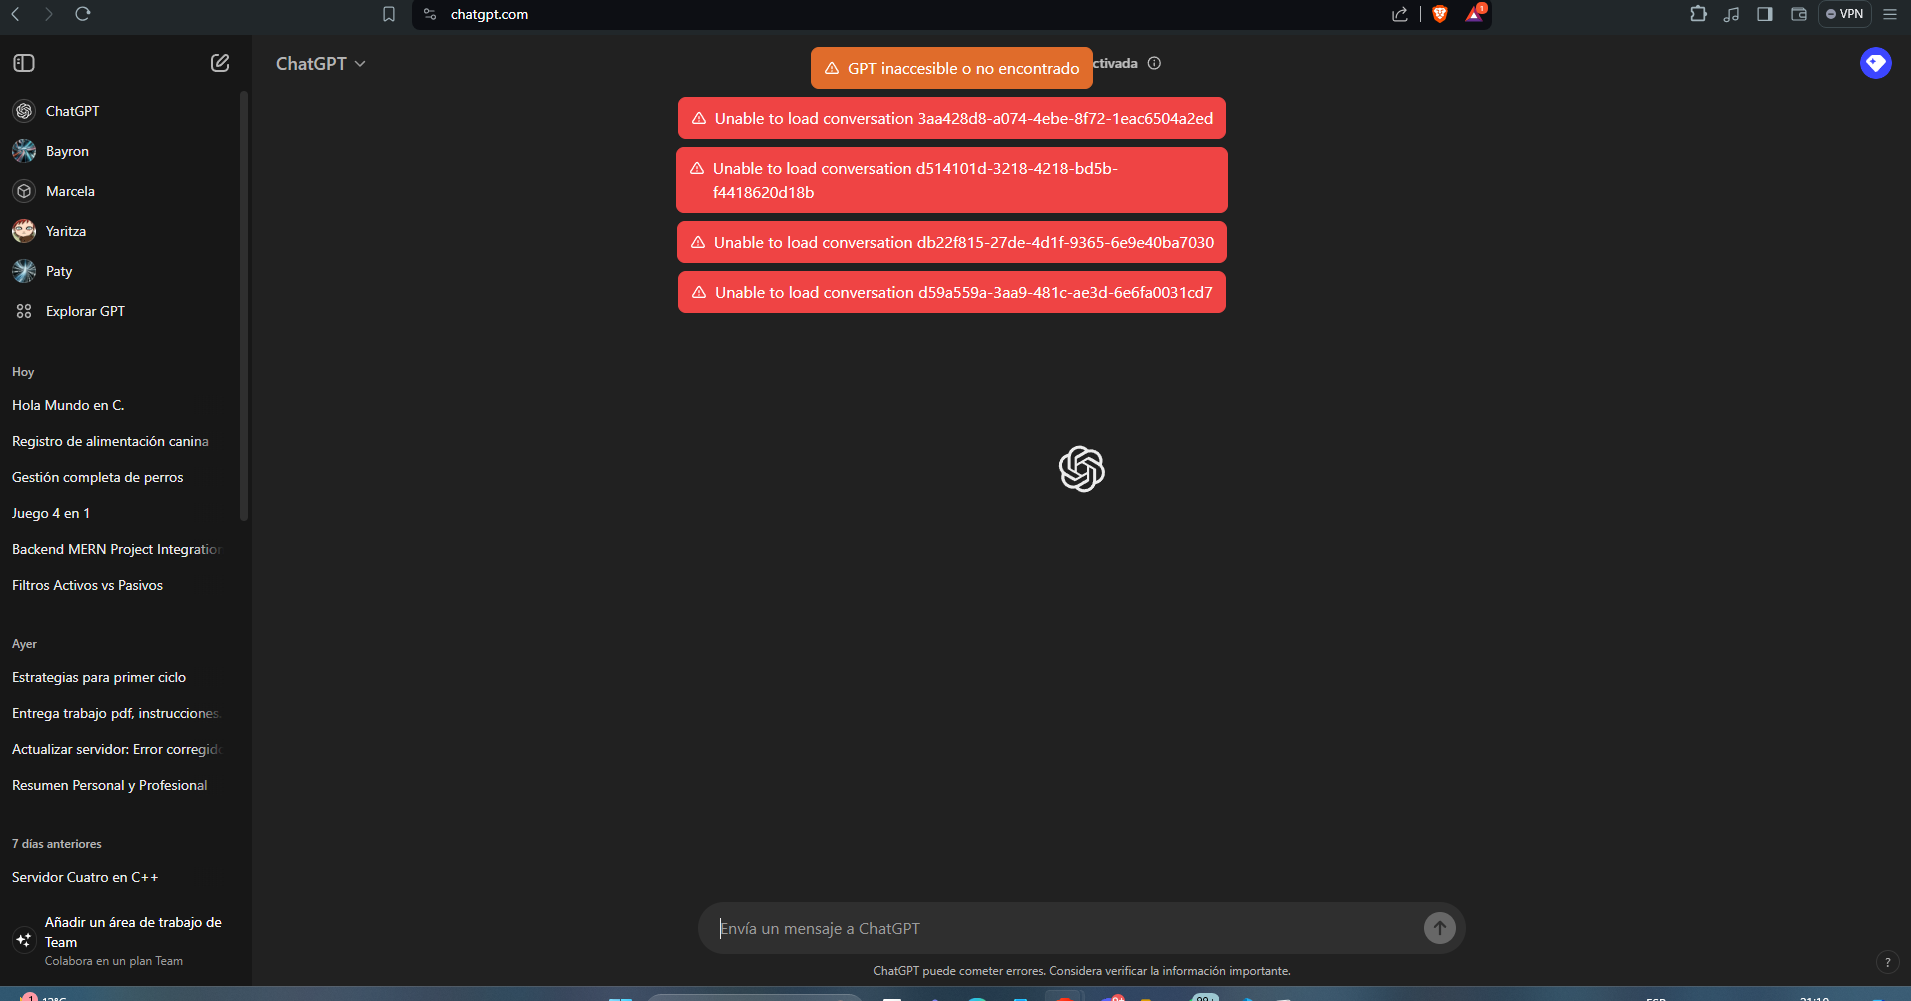 chatgpt.com
1
VPN
ChatGPT
GPT inaccesible o no encontrado
ctivada
Unable to load conversation 3aa428d8-a074-4ebe-8f72-1eac6504a2ed
Unable to load conversation d514101d-3218-4218-bd5b-
f4418620d18b
Unable to load conversation db22f815-27de-4d1f-9365-6e9e40ba7030
Unable to load conversation d59a559a-3aa9-481c-ae3d-6e6fa0031cd7
ChatGPT
Bayron
Marcela
Yaritza
Paty
Explorar GPT
Hoy
Hola Mundo en C.
Registro de alimentación canina
Gestión completa de perros
Juego 4 en 1
Backend MERN Project Integration
Filtros Activos vs Pasivos
Ayer
Estrategias para primer ciclo
Entrega trabajo pdf, instrucciones.
Actualizar servidor: Error corregido
Resumen Personal y Profesional
7 días anteriores
Servidor Cuatro en C++
Añadir un área de trabajo de
Team
Colabora en un plan Team
Envía un mensaje a ChatGPT
ChatGPT puede cometer errores. Considera verificar la información importante.
?